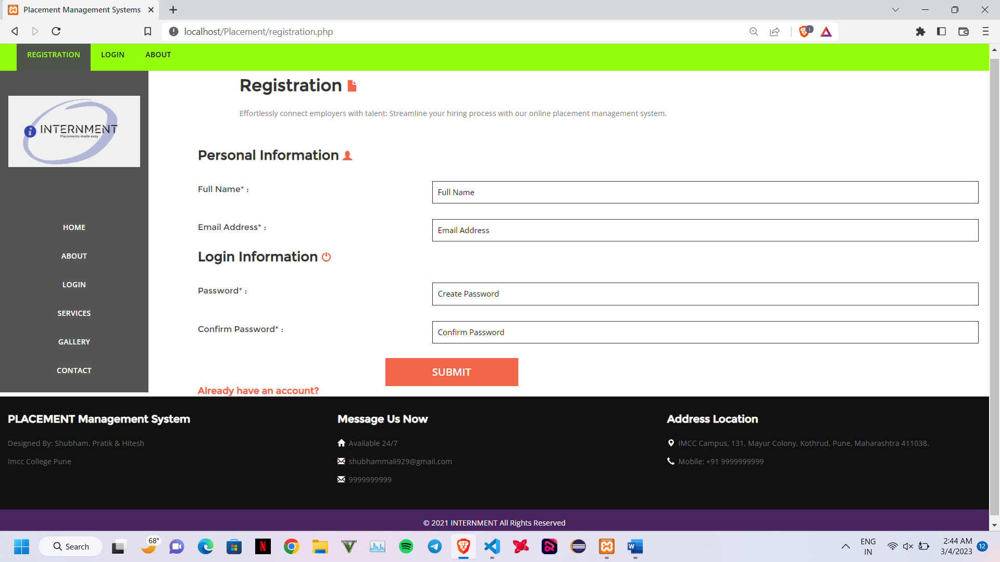 Placement Management Systems
localhost/Placement/registration.php
1
REGISTRATION LOGIN ABOUT
i INTERNMENT
Placements made easy
HOME
ABOUT
LOGIN
SERVICES
GALLERY
CONTACT
Registration
Effortlessly connect employers with talent: Streamline your hiring process with our online placement management system.
Personal Information
Full Name* : Full Name
Email Address* : Email Address
Login Information
Password* : Create Password
Confirm Password* : Confirm Password
SUBMIT
Already have an account?
PLACEMENT Management System
Designed By: Shubham, Pratik & Hitesh
Imcc College Pune
Message Us Now
Available 24/7
shubhammali929@gmail.com
9999999999
Address Location
IMCC Campus, 131, Mayur Colony, Kothrud, Pune, Maharashtra 411038.
Mobile: +91 9999999999
© 2021 INTERNMENT All Rights Reserved
Search
68°
N
V
W
ENG
IN
2:44 AM
3/4/2023
12